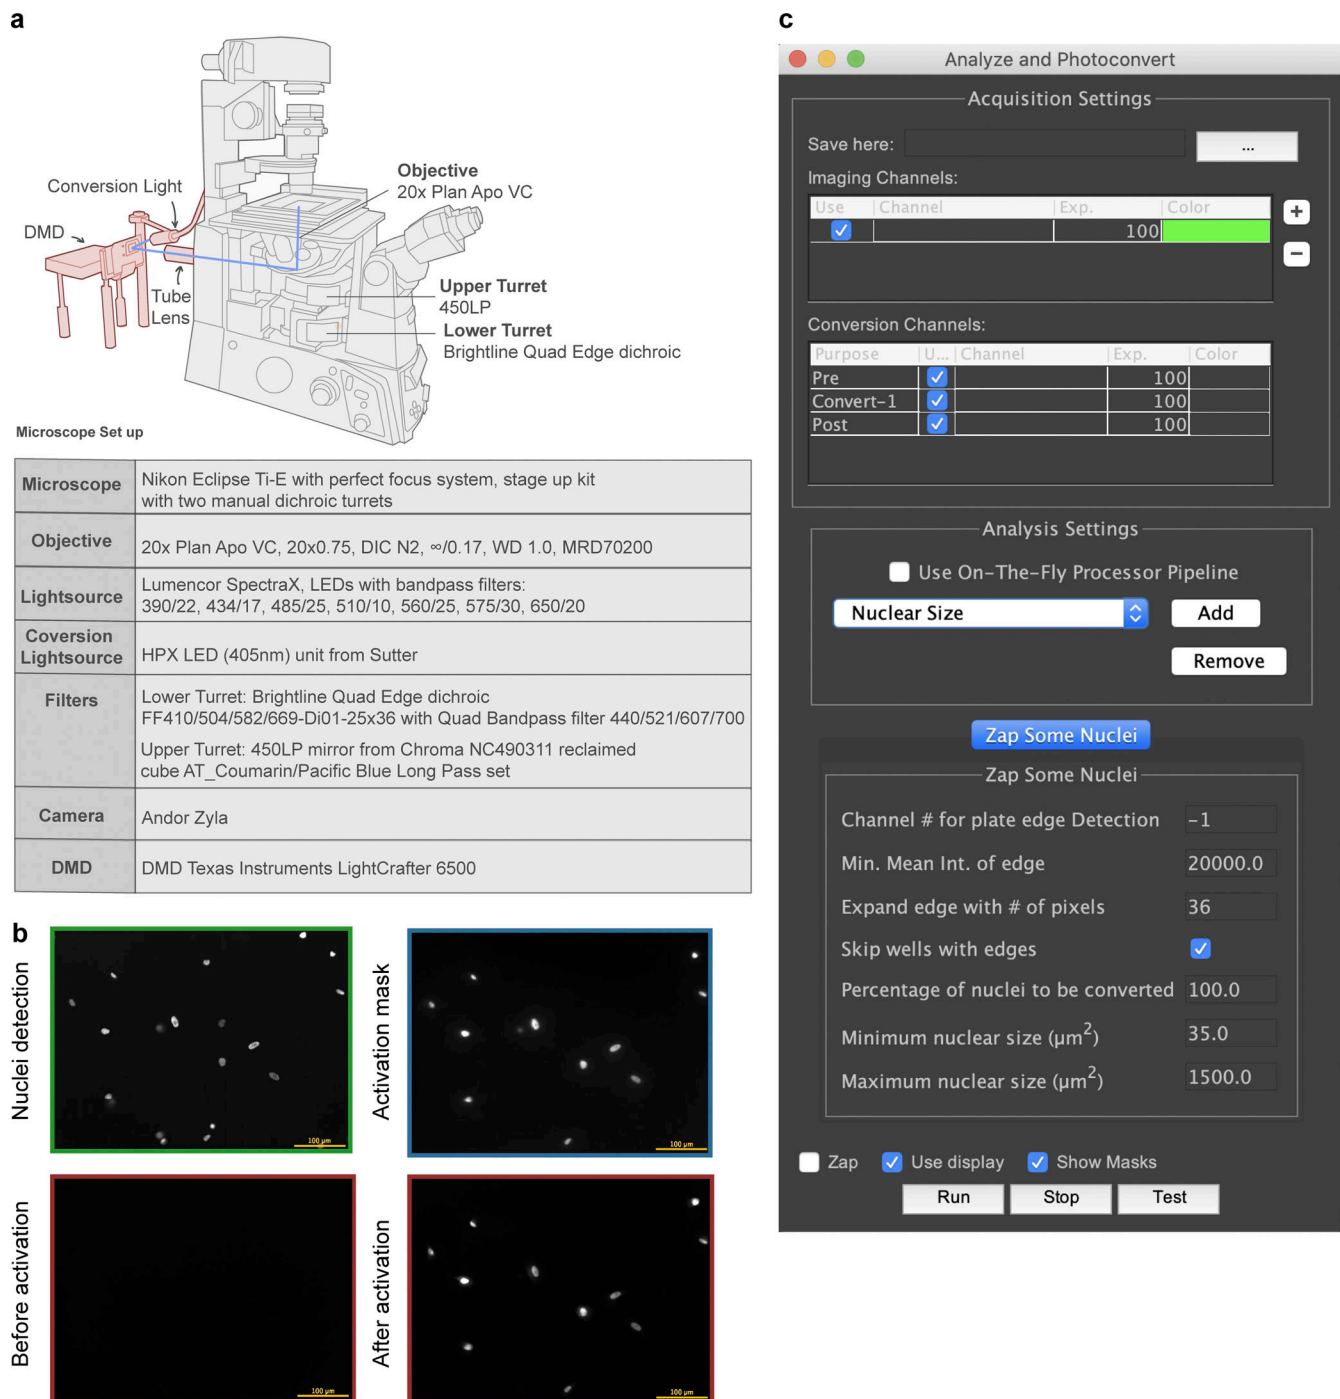 a
Conversion Light
DMD
Tube
Lens
Objective
20x Plan Apo VC
Upper Turret
450LP
Lower Turret
Brightline Quad Edge dichroic
Microscope Set up
Microscope
Nikon Eclipse Ti-E with perfect focus system, stage up kit
with two manual dichroic turrets
Objective
20x Plan Apo VC, 20x0.75, DIC N2, ∞/0.17, WD 1.0, MRD70200
Lightsource
Lumencor SpectraX, LEDs with bandpass filters:
390/22, 434/17, 485/25, 510/10, 560/25, 575/30, 650/20
Coversion
Lightsource
HPX LED (405nm) unit from Sutter
Filters
Lower Turret: Brightline Quad Edge dichroic
FF410/504/582/669-Di01-25x36 with Quad Bandpass filter 440/521/607/700
Upper Turret: 450LP mirror from Chroma NC490311 reclaimed
cube AT_Coumarin/Pacific Blue Long Pass set
Camera
Andor Zyla
DMD
DMD Texas Instruments LightCrafter 6500
b
Nuclei detection
100 µm
Activation mask
100 µm
Before activation
100 µm
After activation
100 µm
c
Analyze and Photoconvert
Acquisition Settings
Save here:
...
Imaging Channels:
Use Channel Exp. Color
100
+
−
Conversion Channels:
Purpose U... Channel Exp. Color
Pre 100
Convert-1 100
Post 100
Analysis Settings
Use On-The-Fly Processor Pipeline
Nuclear Size
Add
Remove
Zap Some Nuclei
Zap Some Nuclei
Channel # for plate edge Detection -1
Min. Mean Int. of edge 20000.0
Expand edge with # of pixels 36
Skip wells with edges
Percentage of nuclei to be converted 100.0
Minimum nuclear size (µm²) 35.0
Maximum nuclear size (µm²) 1500.0
Zap Use display Show Masks
Run Stop Test